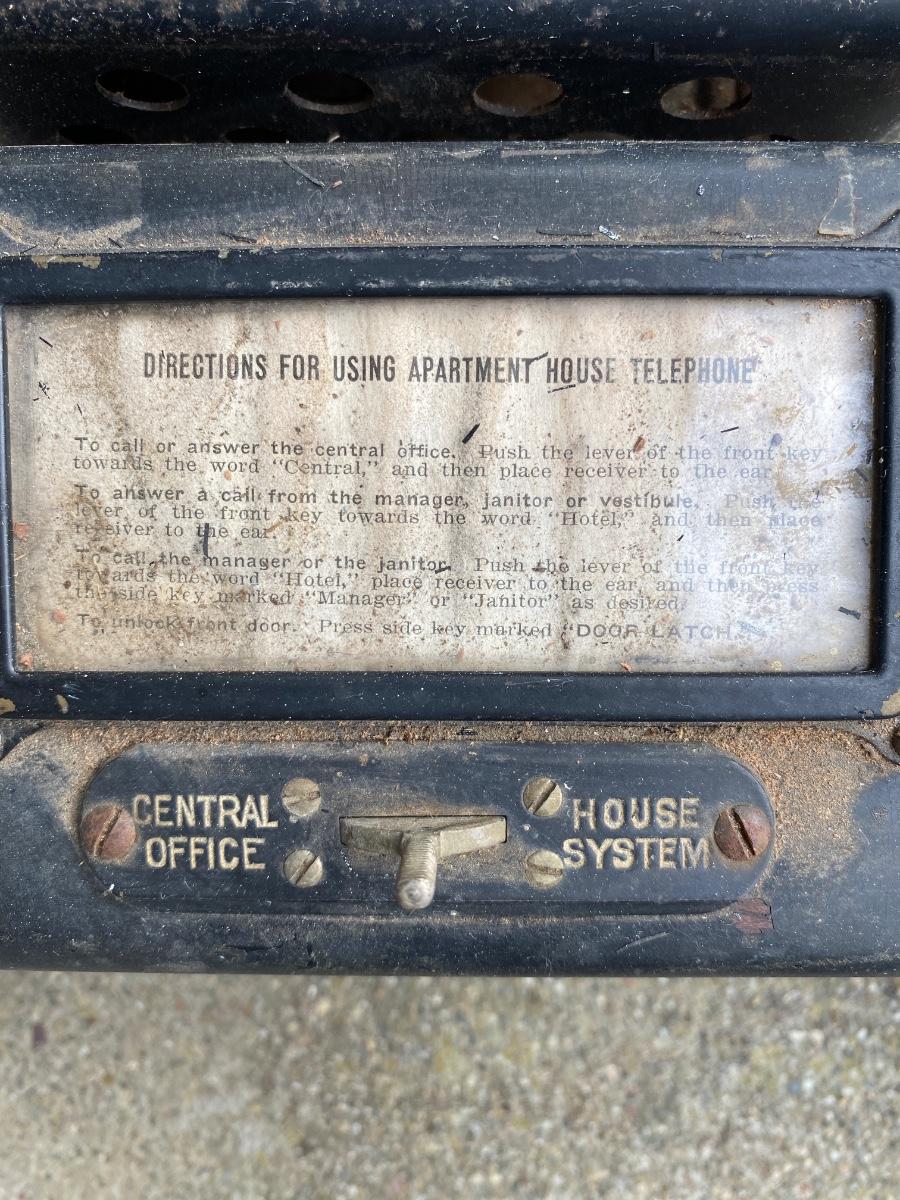 DIRECTIONS FOR USING APARTMENT HOUSE TELEPHONE
To call or answer the central office. Push the lever of the front key
towards the word "Central," and then place receiver to the ear.
To answer a call from the manager, janitor or vestibule. Push the
lever of the front key towards the word "Hotel," and then place
receiver to the ear.
To call the manager or the janitor. Push the lever of the front key
towards the word "Hotel," place receiver to the ear, and then press
the side key marked "Manager" or "Janitor" as desired.
To unlock front door. Press side key marked "DOOR LATCH."
CENTRAL
OFFICE
HOUSE
SYSTEM